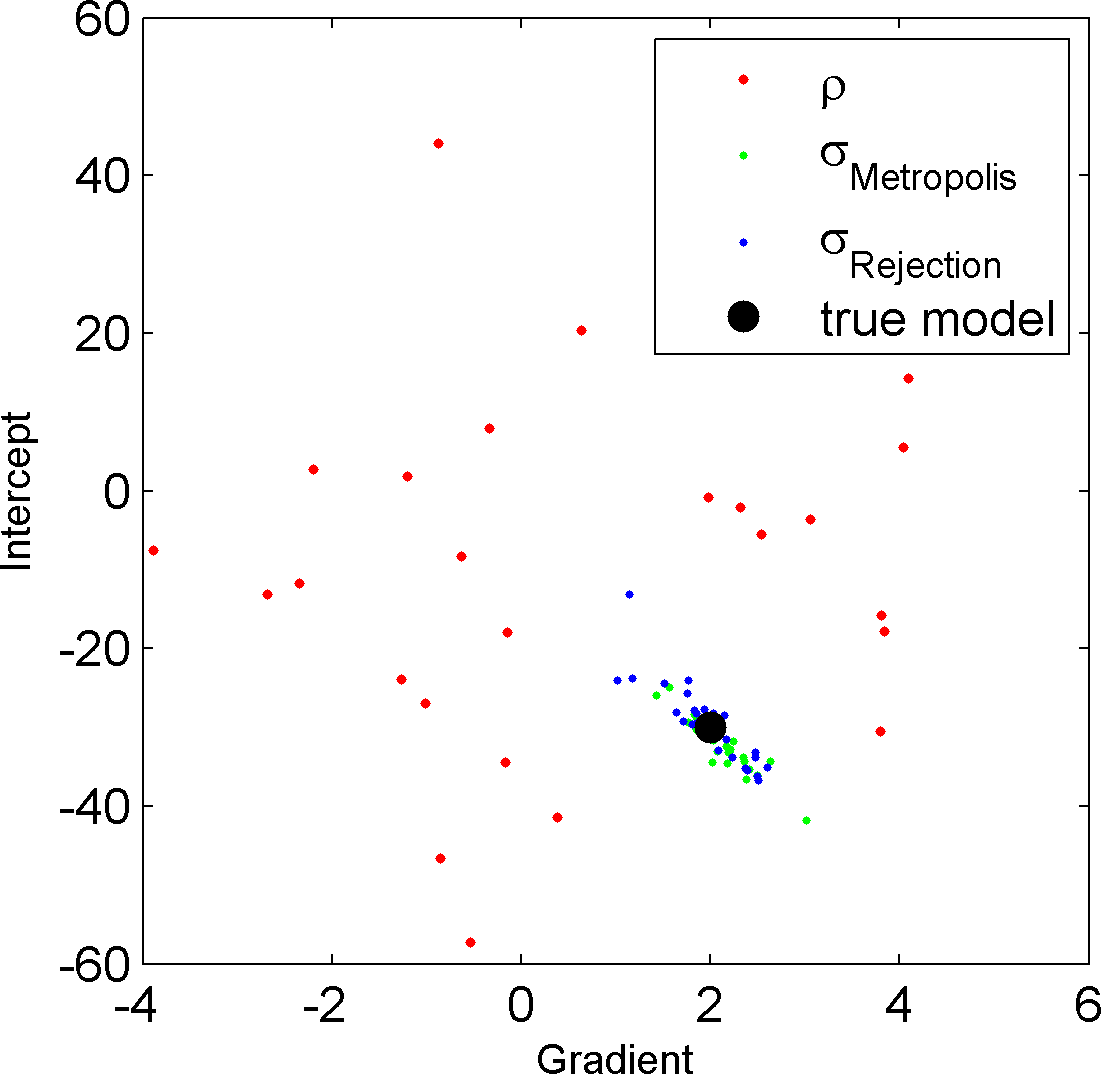 60
40
20
0
-20
-40
-60
Intercept
-4
-2
0
2
4
6
Gradient
ρ
σMetropolis
σRejection
true model